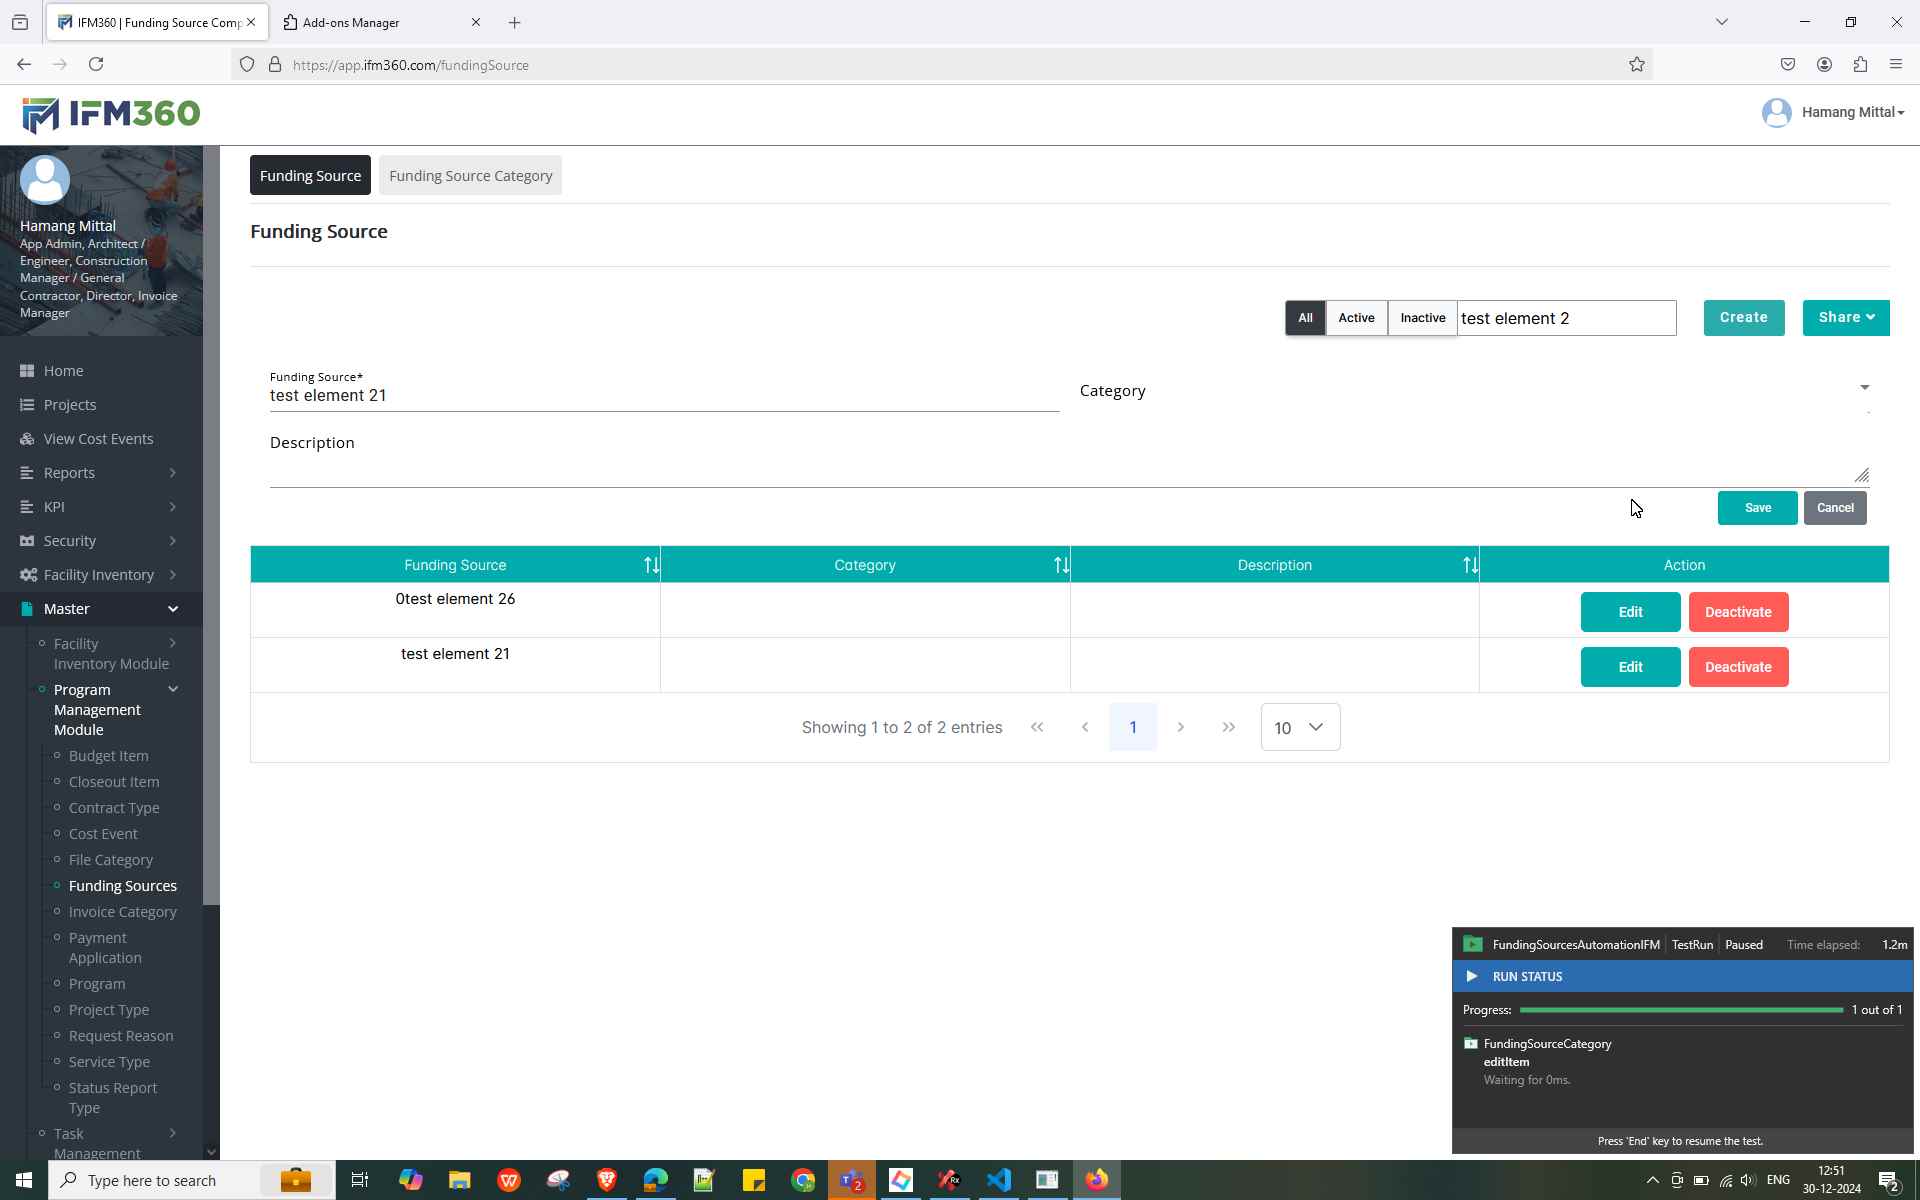 IFM360 | Funding Source Comp
Add-ons Manager
https://app.ifm360.com/fundingSource
IFM360
Hamang Mittal
Hamang Mittal
App Admin, Architect /
Engineer, Construction
Manager / General
Contractor, Director, Invoice
Manager
Home
Projects
View Cost Events
Reports
KPI
Security
Facility Inventory
Master
Facility
Inventory Module
Program
Management
Module
Budget Item
Closeout Item
Contract Type
Cost Event
File Category
Funding Sources
Invoice Category
Payment
Application
Program
Project Type
Request Reason
Service Type
Status Report
Type
Task
Management
Funding Source
Funding Source Category
Funding Source
All Active Inactive test element 2 Create Share
Funding Source*
test element 21
Category
Description
Save Cancel
Funding Source Category Description Action
0test element 26 Edit Deactivate
test element 21 Edit Deactivate
Showing 1 to 2 of 2 entries << < 1 > >> 10
FundingSourcesAutomationIFM TestRun Paused Time elapsed: 1.2m
RUN STATUS
Progress: 1 out of 1
FundingSourceCategory
editItem
Waiting for 0ms.
Press 'End' key to resume the test.
Type here to search
2
Rx
ENG
12:51
30-12-2024
2